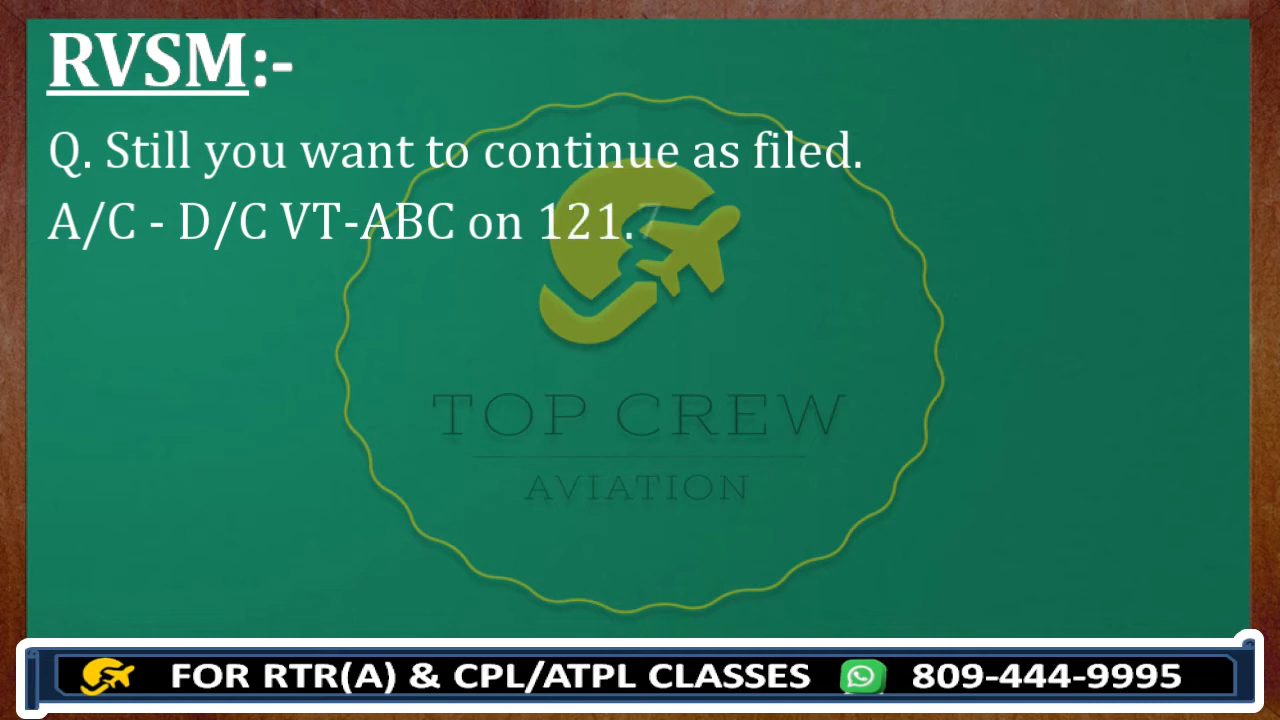 RVSM:-
Q. Still you want to continue as filed.
A/C - D/C VT-ABC on 121.7
TOP CREW
AVIATION
FOR RTR(A) & CPL/ATPL CLASSES 809-444-9995